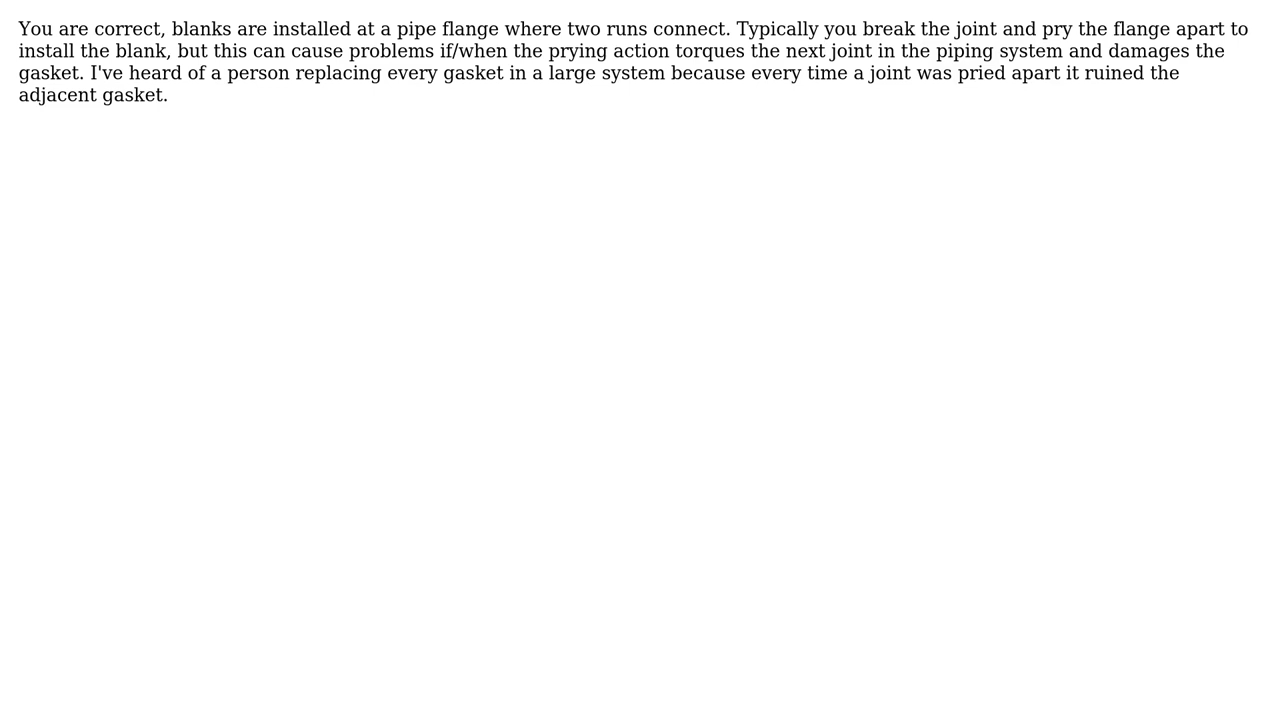 You are correct, blanks are installed at a pipe flange where two runs connect. Typically you break the joint and pry the flange apart to
install the blank, but this can cause problems if/when the prying action torques the next joint in the piping system and damages the
gasket. I've heard of a person replacing every gasket in a large system because every time a joint was pried apart it ruined the
adjacent gasket.